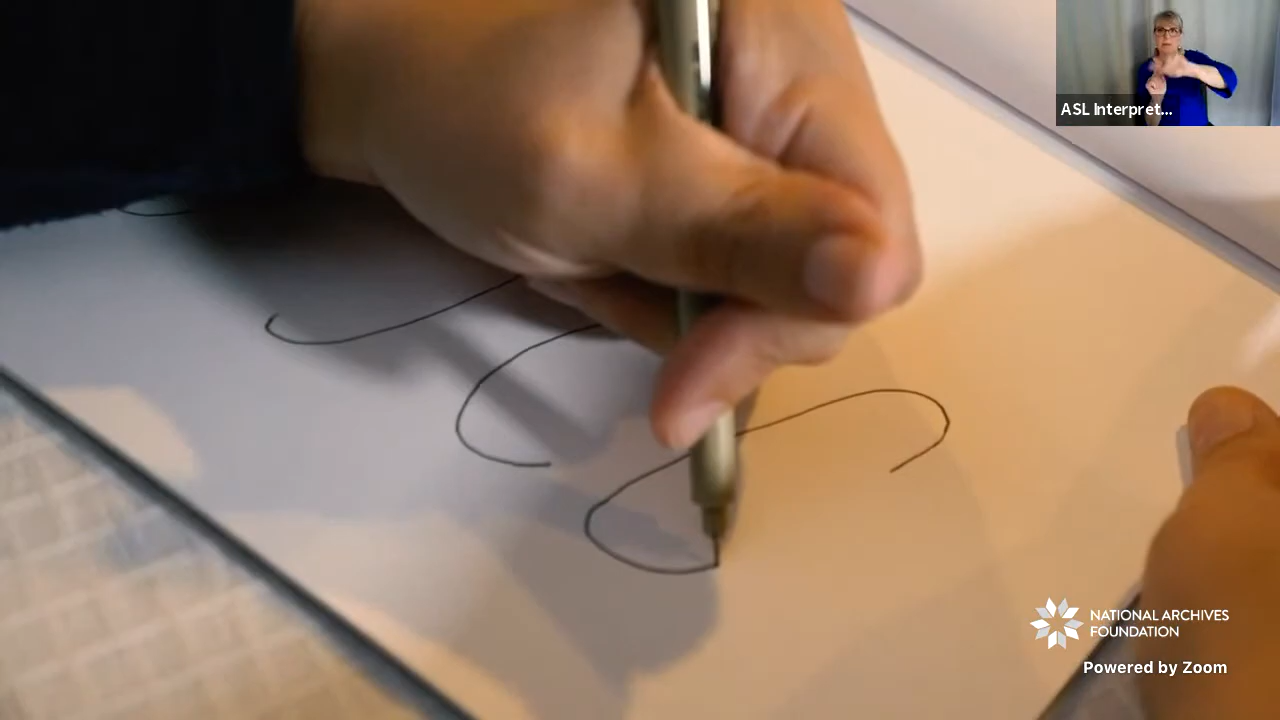 ASL Interpret...
NATIONAL ARCHIVES
FOUNDATION
Powered by Zoom